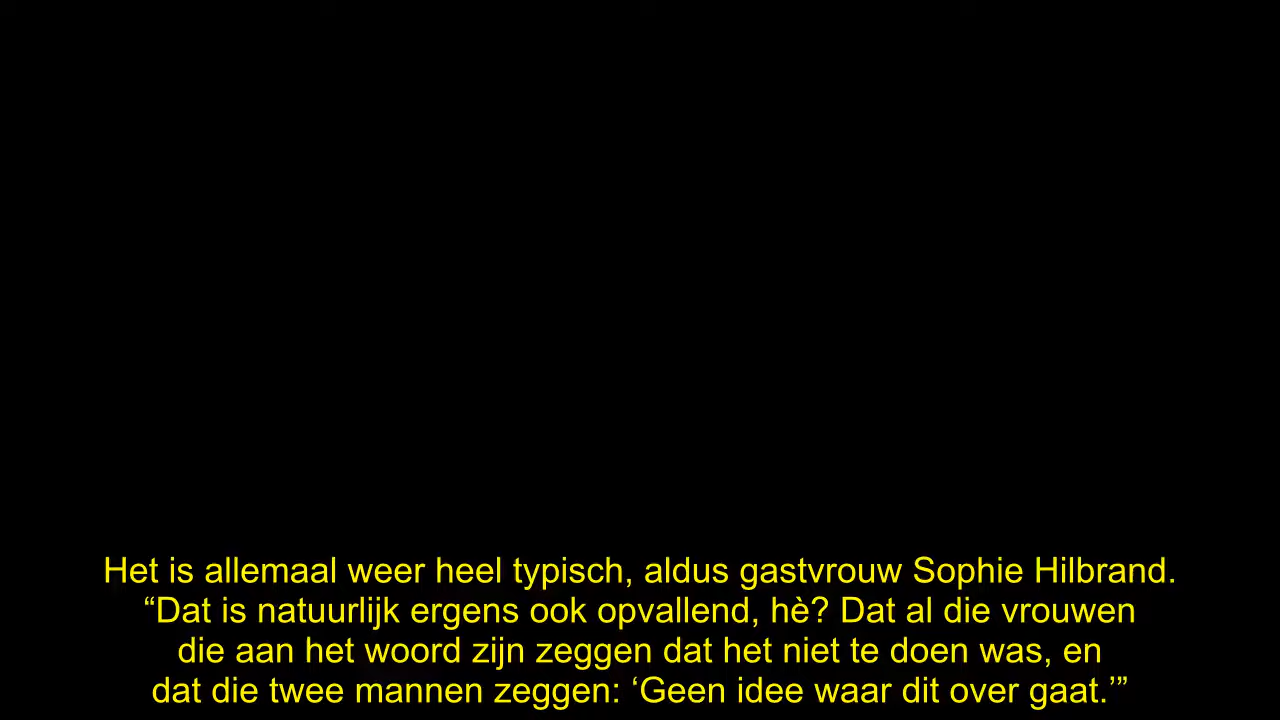 Het is allemaal weer heel typisch, aldus gastvrouw Sophie Hilbrand.
“Dat is natuurlijk ergens ook opvallend, hè? Dat al die vrouwen
die aan het woord zijn zeggen dat het niet te doen was, en
dat die twee mannen zeggen: ‘Geen idee waar dit over gaat.’”